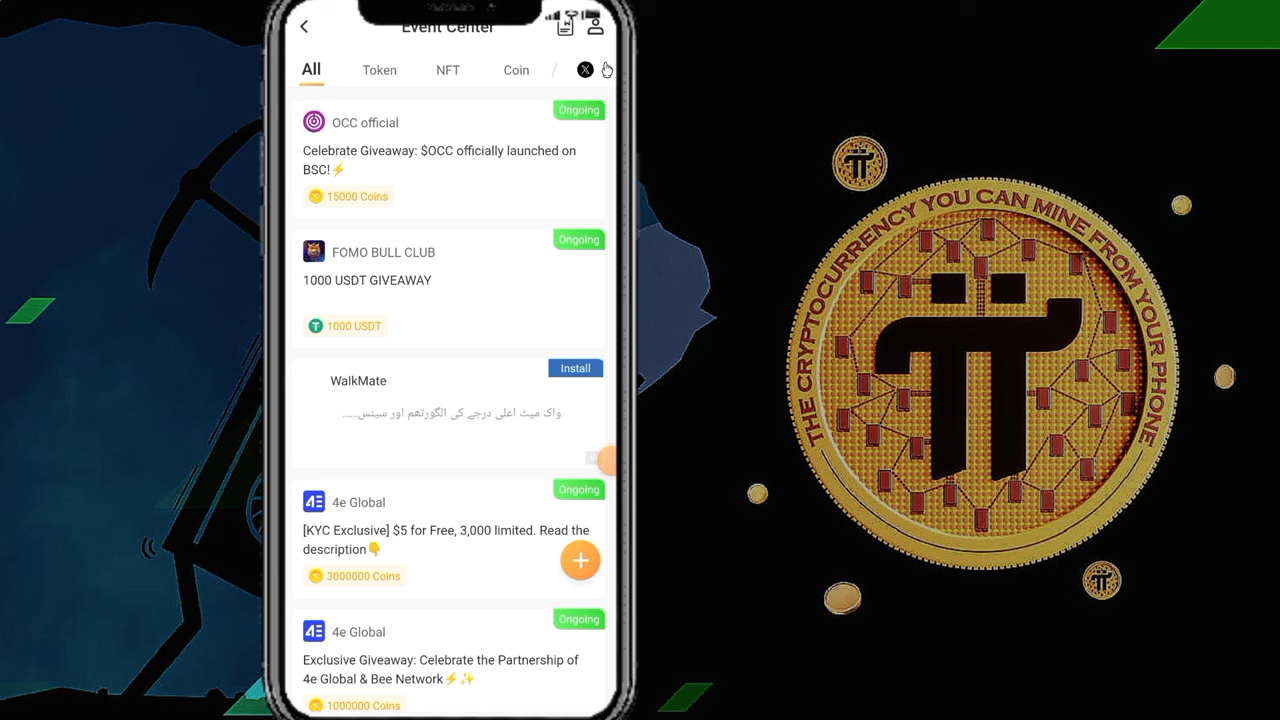 Event Center
All
Token
NFT
Coin
/
X
OCC official
Ongoing
Celebrate Giveaway: $OCC officially launched on
BSC!⚡
15000 Coins
FOMO BULL CLUB
Ongoing
1000 USDT GIVEAWAY
1000 USDT
WalkMate
Install
واک میٹ اعلی درجے کی الگورتھم اور سینس......
4e Global
Ongoing
[KYC Exclusive] $5 for Free, 3,000 limited. Read the
description👇
3000000 Coins
4e Global
Ongoing
Exclusive Giveaway: Celebrate the Partnership of
4e Global & Bee Network⚡✨
1000000 Coins
THE CRYPTOCURRENCY YOU CAN MINE FROM YOUR PHONE